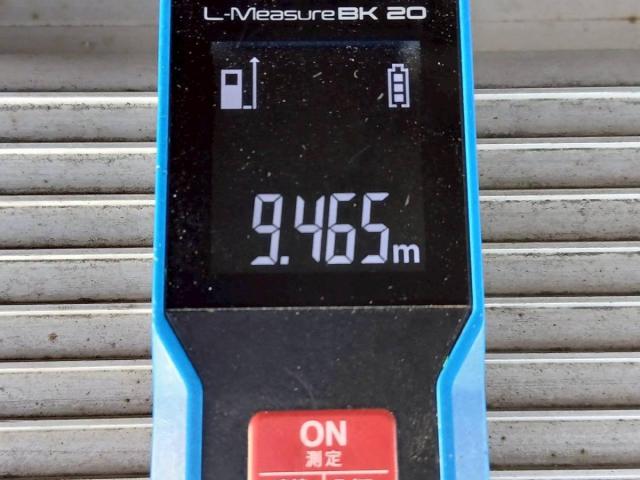 L-Measure BK 20
9.465m
ON
測定